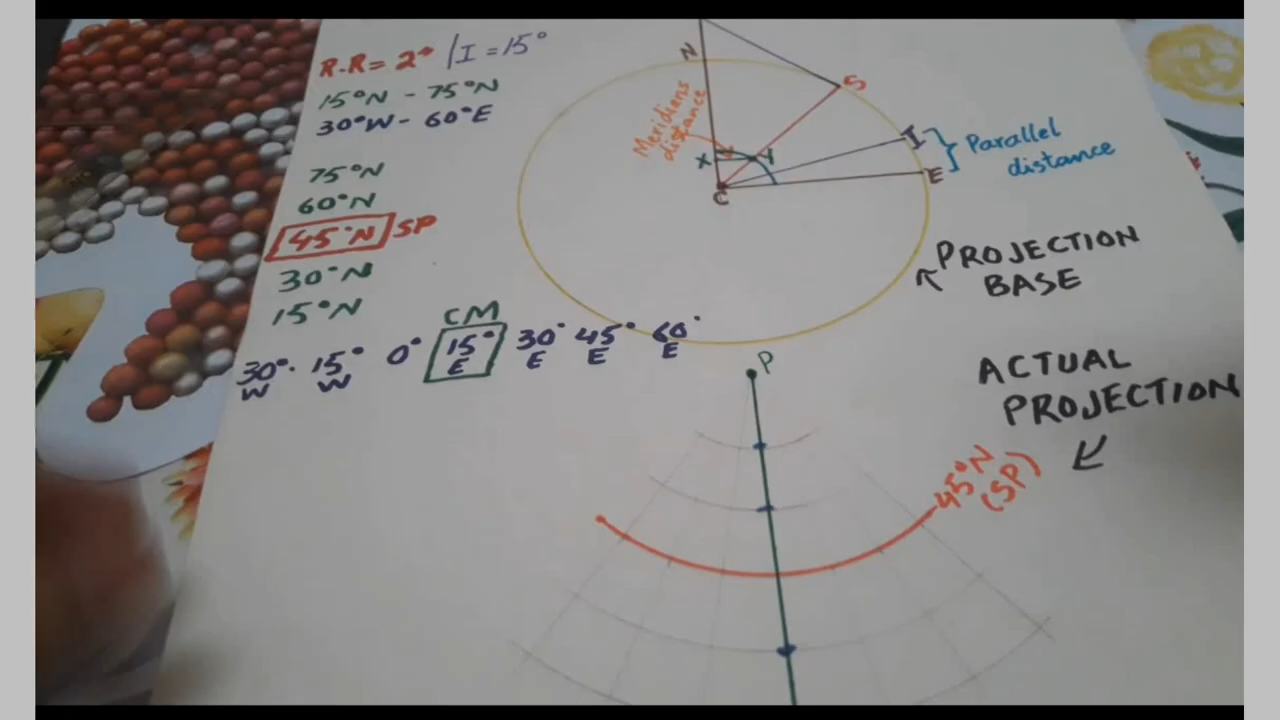 R.R = 2" / I = 15°
15°N - 75°N
30°W - 60°E
75°N
60°N
45°N SP
30°N
15°N
CM
30° W 15° W 0° 15° E 30° E 45° E 60° E
N
S
I
E
C
X
Y
Meridians
distance
Parallel
distance
PROJECTION
BASE
P
ACTUAL
PROJECTION
45°N
(SP)